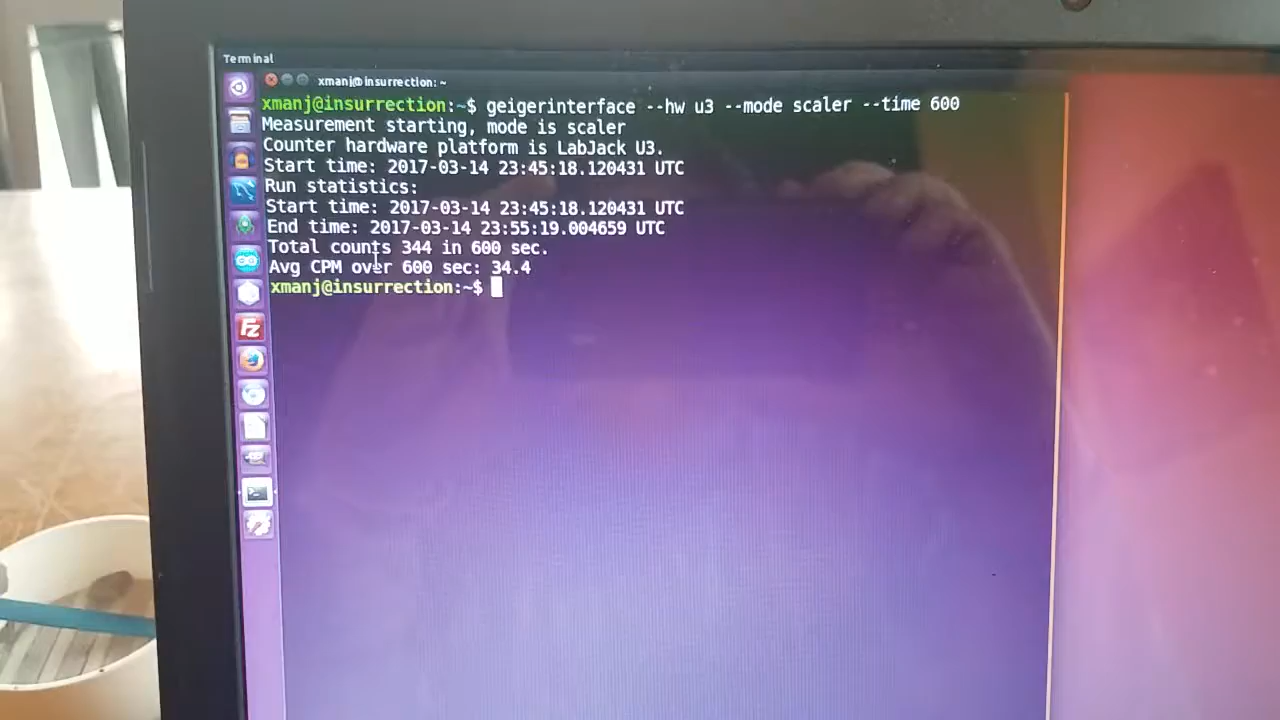 Terminal
xmanj@insurrection: ~
xmanj@insurrection:~$ geigerinterface --hw u3 --mode scaler --time 600
Measurement starting, mode is scaler
Counter hardware platform is LabJack U3.
Start time: 2017-03-14 23:45:18.120431 UTC
Run statistics:
Start time: 2017-03-14 23:45:18.120431 UTC
End time: 2017-03-14 23:55:19.004659 UTC
Total counts 344 in 600 sec.
Avg CPM over 600 sec: 34.4
xmanj@insurrection:~$
Fz